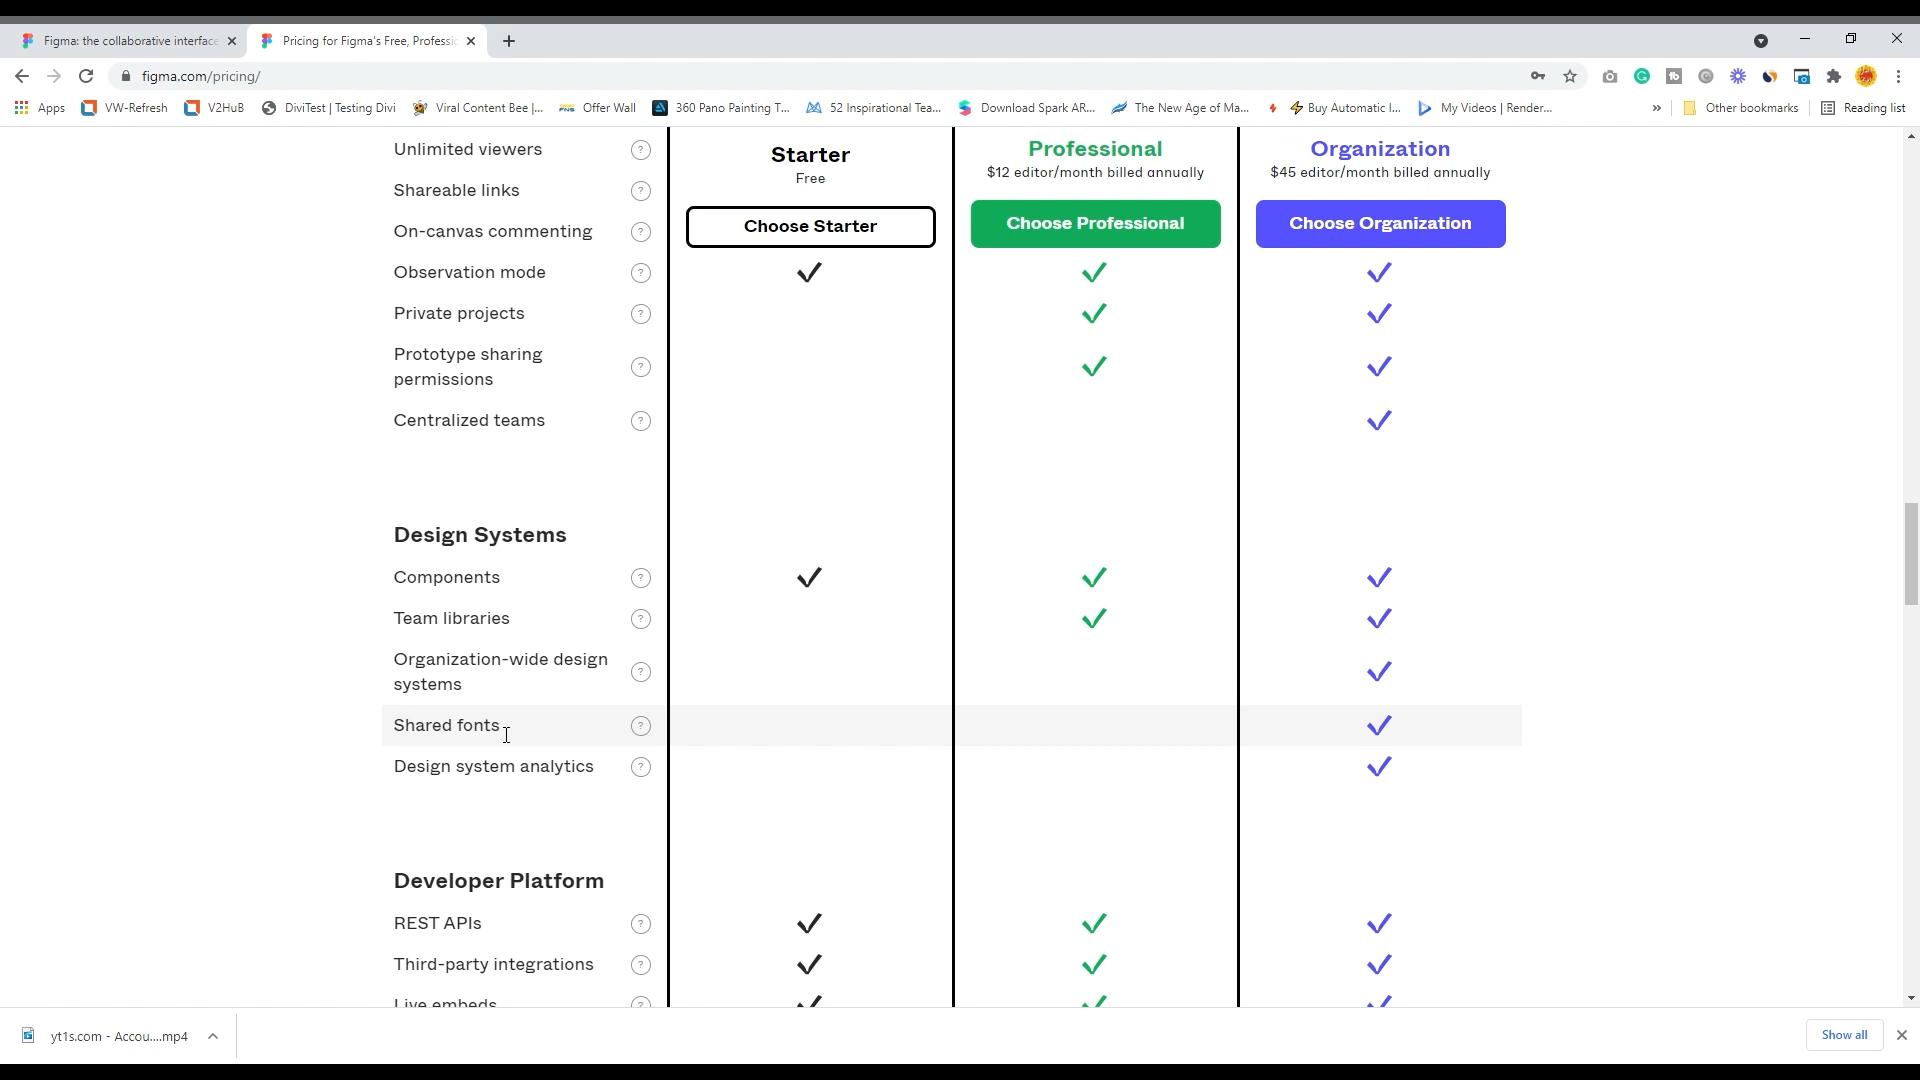 Figma: the collaborative interface
Pricing for Figma's Free, Professio
figma.com/pricing/
Apps
VW-Refresh
V2HuB
DiviTest | Testing Divi
Viral Content Bee |...
Offer Wall
360 Pano Painting T...
52 Inspirational Tea...
Download Spark AR...
The New Age of Ma...
Buy Automatic I...
My Videos | Render...
»
Other bookmarks
Reading list
Unlimited viewers ?
Shareable links ?
On-canvas commenting ?
Starter
Free
Choose Starter
Professional
$12 editor/month billed annually
Choose Professional
Organization
$45 editor/month billed annually
Choose Organization
Observation mode ?
Private projects ?
Prototype sharing
permissions ?
Centralized teams ?
Design Systems
Components ?
Team libraries ?
Organization-wide design
systems ?
Shared fonts ?
Design system analytics ?
Developer Platform
REST APIs ?
Third-party integrations ?
Live embeds ?
yt1s.com - Accou....mp4
Show all